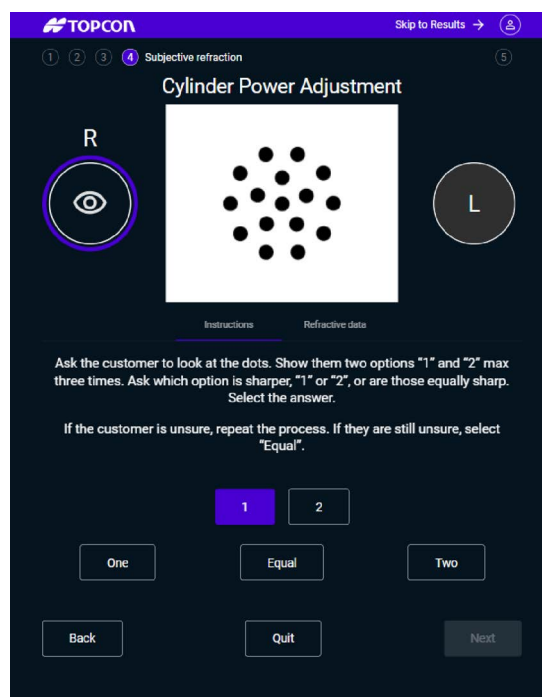 TOPCON
Skip to Results →
1 2 3 4 Subjective refraction 5
Cylinder Power Adjustment
R
L
Instructions Refractive data
Ask the customer to look at the dots. Show them two options “1” and “2” max
three times. Ask which option is sharper, “1” or “2”, or are those equally sharp.
Select the answer.
If the customer is unsure, repeat the process. If they are still unsure, select
“Equal”.
1 2
One Equal Two
Back Quit Next